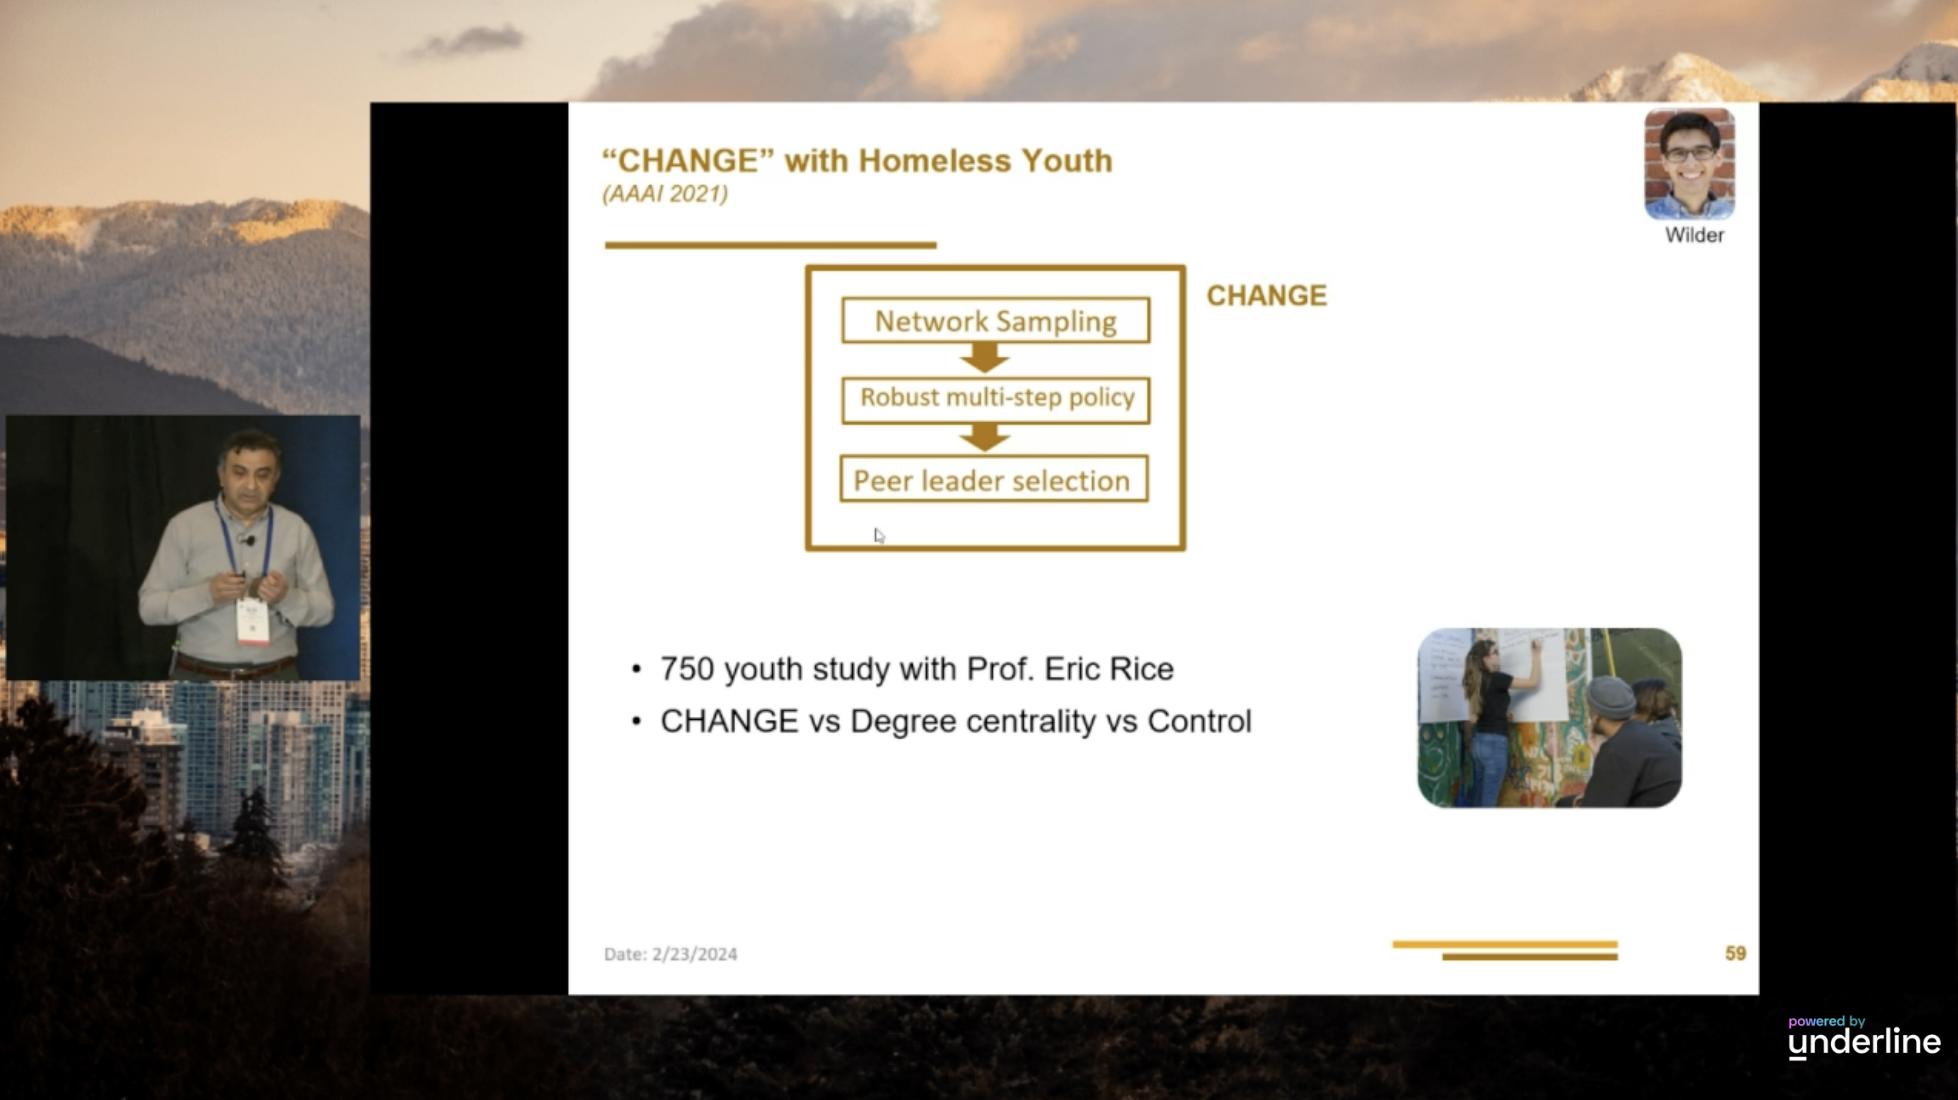 “CHANGE” with Homeless Youth
(AAAI 2021)
Wilder
CHANGE
Network Sampling
Robust multi-step policy
Peer leader selection
• 750 youth study with Prof. Eric Rice
• CHANGE vs Degree centrality vs Control
Date: 2/23/2024
59
powered by
underline